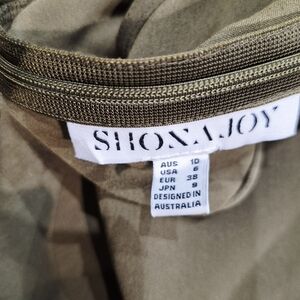 SHONA JOY
AUS 10
USA 6
EUR 38
JPN 9
DESIGNED IN
AUSTRALIA